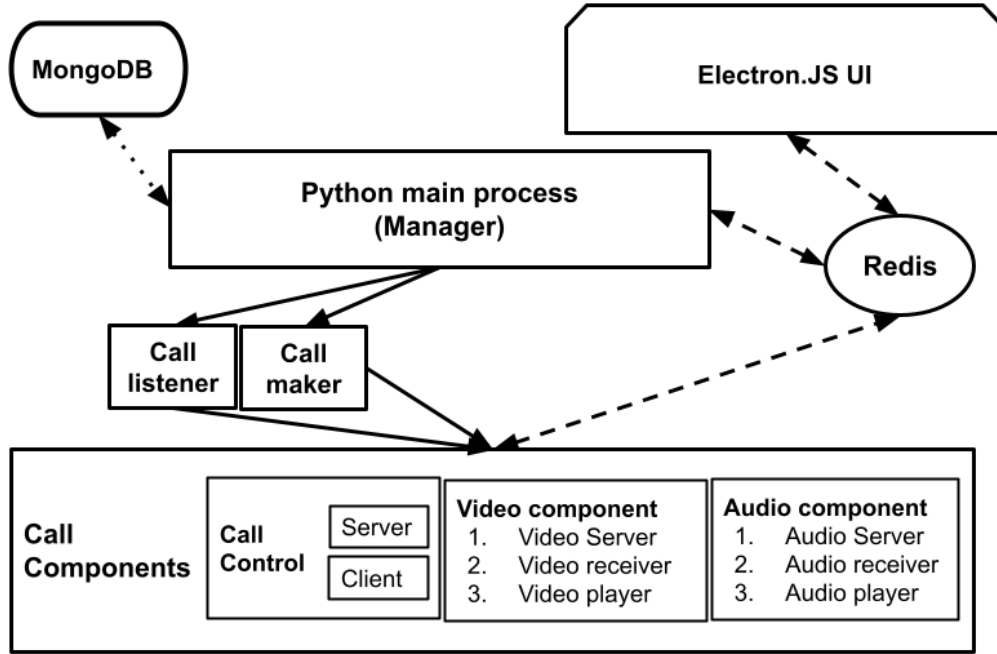 MongoDB
Electron.JS UI
Python main process
(Manager)
Redis
Call
listener
Call
maker
Call
Components
Call
Control
Server
Client
Video component
1. Video Server
2. Video receiver
3. Video player
Audio component
1. Audio Server
2. Audio receiver
3. Audio player